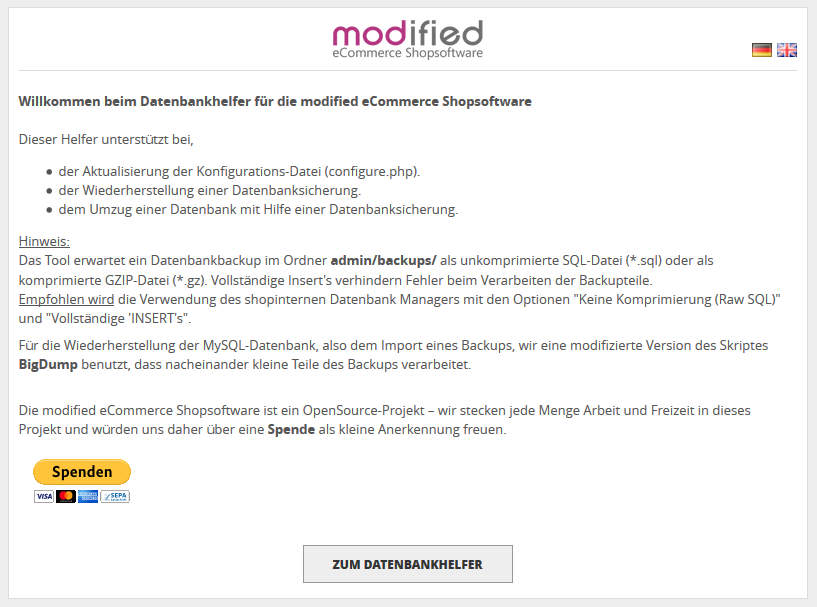 modified
eCommerce Shopsoftware
Willkommen beim Datenbankhelfer für die modified eCommerce Shopsoftware
Dieser Helfer unterstützt bei,
• der Aktualisierung der Konfigurations-Datei (configure.php).
• der Wiederherstellung einer Datenbanksicherung.
• dem Umzug einer Datenbank mit Hilfe einer Datenbanksicherung.
Hinweis:
Das Tool erwartet ein Datenbankbackup im Ordner admin/backups/ als unkomprimierte SQL-Datei (*.sql) oder als
komprimierte GZIP-Datei (*.gz). Vollständige Insert's verhindern Fehler beim Verarbeiten der Backupteile.
Empfohlen wird die Verwendung des shopinternen Datenbank Managers mit den Optionen "Keine Komprimierung (Raw SQL)"
und "Vollständige 'INSERT's".
Für die Wiederherstellung der MySQL-Datenbank, also dem Import eines Backups, wir eine modifizierte Version des Skriptes
BigDump benutzt, dass nacheinander kleine Teile des Backups verarbeitet.
Die modified eCommerce Shopsoftware ist ein OpenSource-Projekt – wir stecken jede Menge Arbeit und Freizeit in dieses
Projekt und würden uns daher über eine Spende als kleine Anerkennung freuen.
Spenden
VISA SEPA
ZUM DATENBANKHELFER